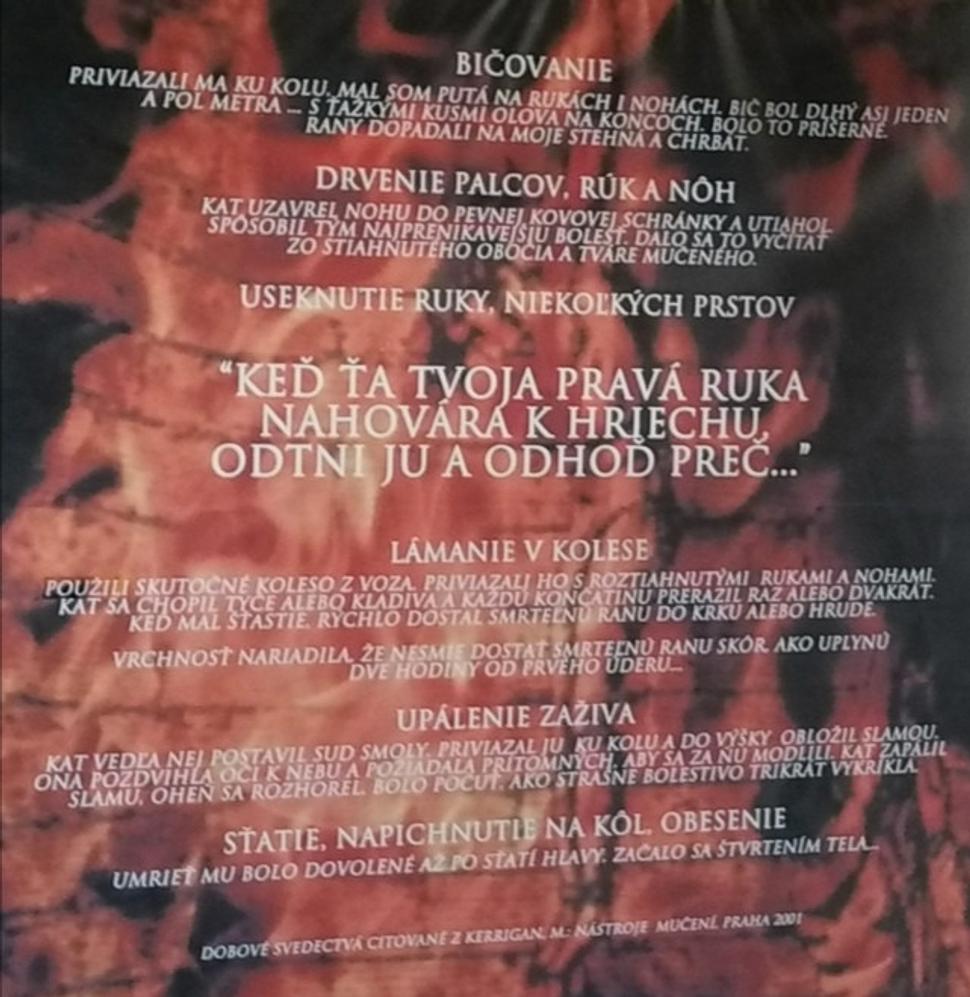 BIČOVANIE
PRIVIAZALI MA KU KOLU. MAL SOM PUTÁ NA RUKÁCH I NOHÁCH. BIČ BOL DLHÝ ASI JEDEN
A POL METRA ... S ŤAŽKÝMI KUSMI OLOVA NA KONCOCH. BOLO TO PRÍŠERNÉ.
RANY DOPADALI NA MOJE STEHNÁ A CHRBÁT.
DRVENIE PALCOV, RÚK A NÔH
KAT UZAVREL NOHU DO PEVNEJ KOVOVEJ SCHRÁNKY A UTIAHOL.
SPÔSOBIL TÝM NAJPRENIKAVEJŠIU BOLESŤ. DALO SA TO VYČÍTAŤ
ZO STIAHNUTÉHO OBOČIA A TVÁRE MUČENÉHO.
USEKNUTIE RUKY, NIEKOĽKÝCH PRSTOV
“KEĎ ŤA TVOJA PRAVÁ RUKA
NAHOVÁRA K HRIECHU,
ODTNI JU A ODHOĎ PREČ...”
LÁMANIE V KOLESE
POUŽILI SKUTOČNÉ KOLESO Z VOZA. PRIVIAZALI HO S ROZTIAHNUTÝMI RUKAMI A NOHAMI.
KAT SA CHOPIL TYČE ALEBO KLADIVA A KAŽDÚ KONČATINU PRERAZIL RAZ ALEBO DVAKRÁT.
KEĎ MAL ŠŤASTIE, RÝCHLO DOSTAL SMRTEĽNÚ RANU DO KRKU ALEBO HRUDE.
VRCHNOSŤ NARIADILA, ŽE NESMIE DOSTAŤ SMRTEĽNÚ RANU SKÔR, AKO UPLYNÚ
DVE HODINY OD PRVÉHO ÚDERU...
UPÁLENIE ZAŽIVA
KAT VEDĽA NEJ POSTAVIL SUD SMOLY, PRIVIAZAL JU KU KOLU A DO VÝŠKY OBLOŽIL SLAMOU.
ONA POZDVIHLA OČI K NEBU A POŽIADALA PRÍTOMNÝCH, ABY SA ZA ŇU MODLILI. KAT ZAPÁLIL
SLAMU, OHEŇ SA ROZHOREL. BOLO POČUŤ, AKO STRAŠNE BOLESTIVO TRIKRÁT VYKRÍKLA.
SŤATIE, NAPICHNUTIE NA KÔL, OBESENIE
UMRIEŤ MU BOLO DOVOLENÉ AŽ PO SŤATÍ HLAVY. ZAČALO SA ŠTVRTENÍM TELA...
DOBOVÉ SVEDECTVÁ CITOVANÉ Z KERRIGAN, M.: NÁSTROJE MUČENÍ, PRAHA 2001